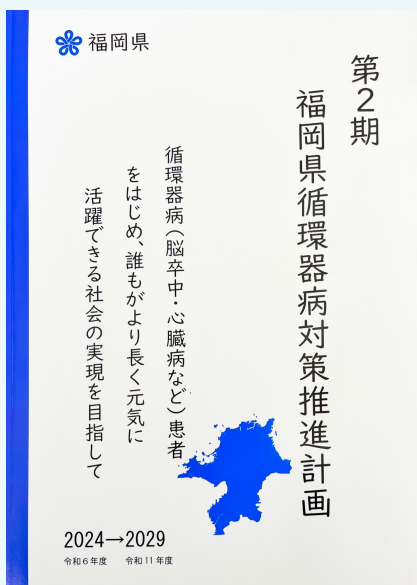 福岡県
第2期
福岡県循環器病対策推進計画
循環器病(脳卒中・心臓病など)患者
をはじめ、誰もがより長く元気に
活躍できる社会の実現を目指して
2024→2029
令和6年度 令和11年度